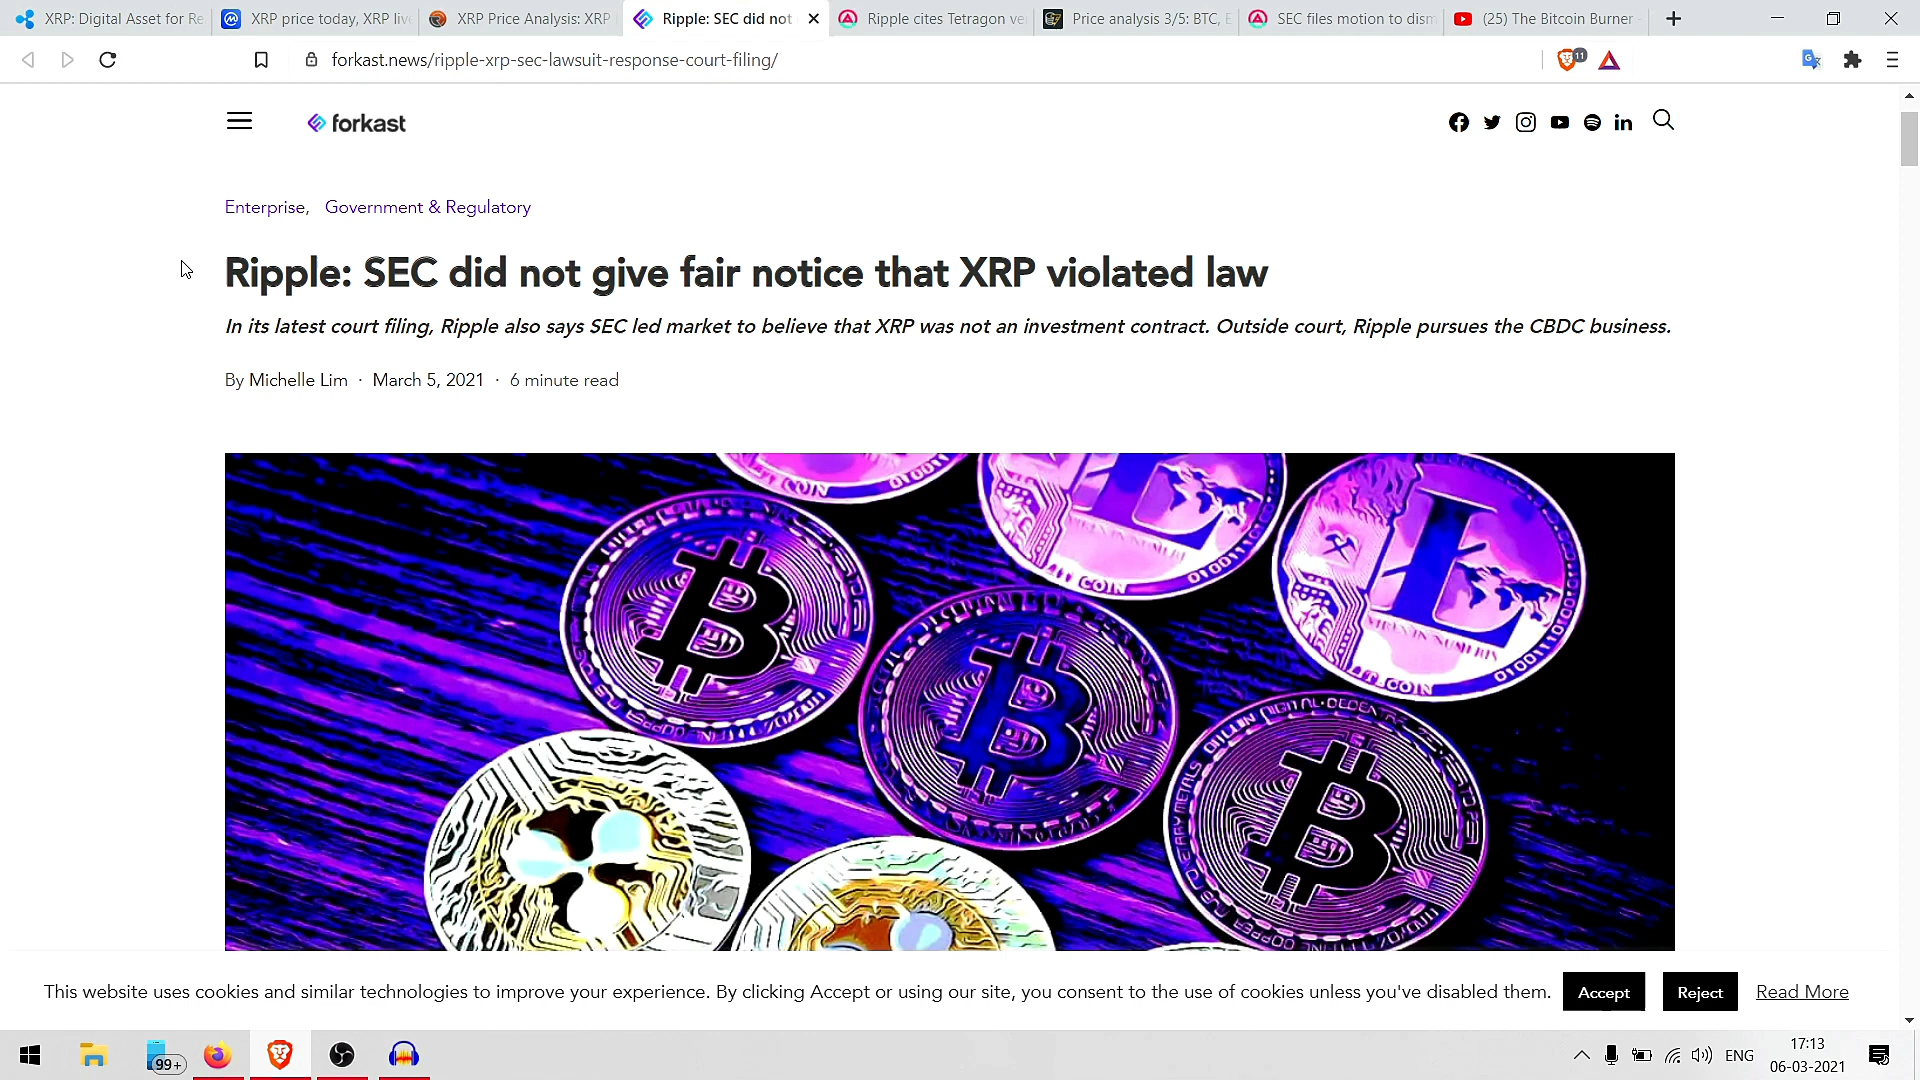 XRP: Digital Asset for Re
XRP price today, XRP live
XRP Price Analysis: XRP
Ripple: SEC did not
Ripple cites Tetragon ve
Price analysis 3/5: BTC, E
SEC files motion to dism
(25) The Bitcoin Burner
forkast.news/ripple-xrp-sec-lawsuit-response-court-filing/
11
forkast
Enterprise, Government & Regulatory
Ripple: SEC did not give fair notice that XRP violated law
In its latest court filing, Ripple also says SEC led market to believe that XRP was not an investment contract. Outside court, Ripple pursues the CBDC business.
By Michelle Lim · March 5, 2021 · 6 minute read
This website uses cookies and similar technologies to improve your experience. By clicking Accept or using our site, you consent to the use of cookies unless you've disabled them.
Accept
Reject
Read More
99+
ENG
17:13
06-03-2021